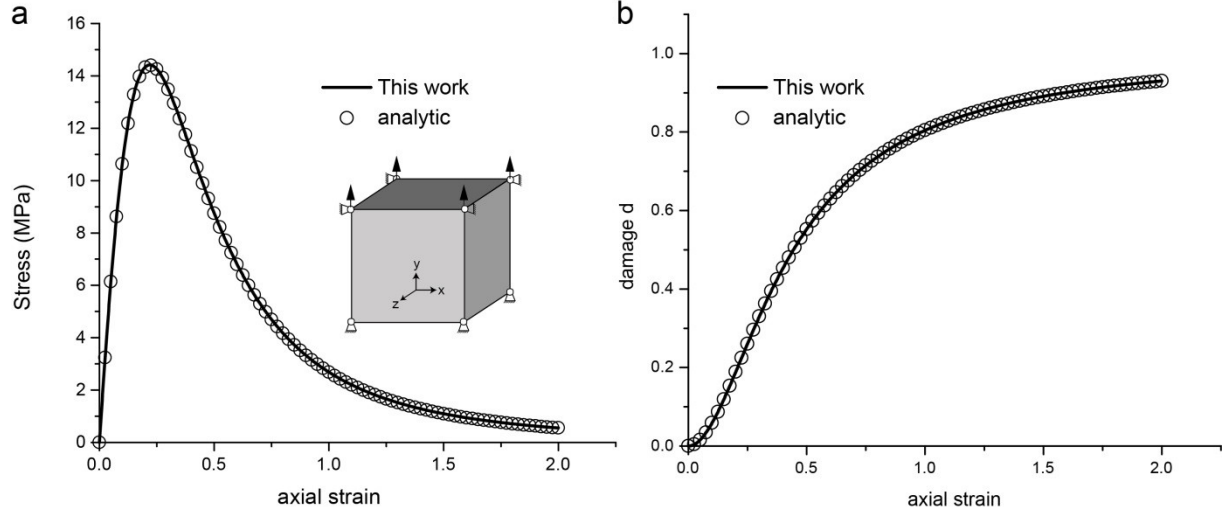 a
16
14
12
10
8
6
4
2
0
Stress (MPa)
This work
analytic
y
x
z
0.0 0.5 1.0 1.5 2.0
axial strain
b
1.0
0.8
0.6
0.4
0.2
0.0
damage d
This work
analytic
0.0 0.5 1.0 1.5 2.0
axial strain